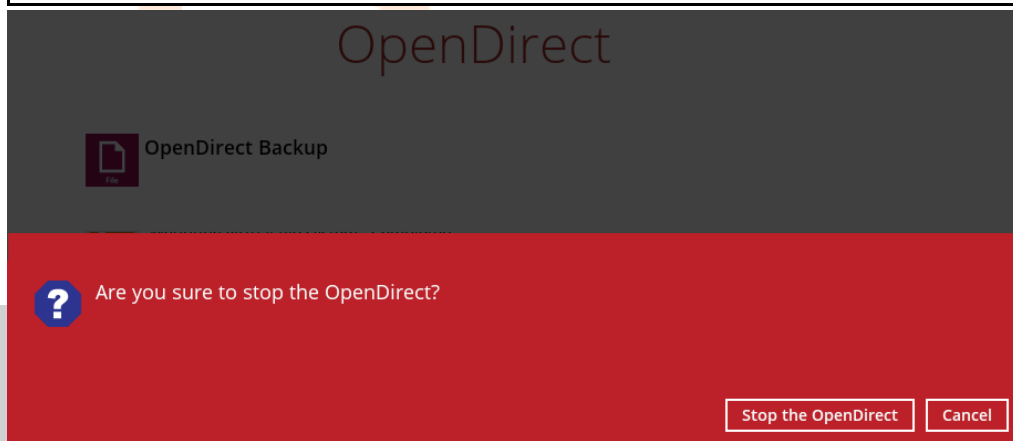 OpenDirect
OpenDirect Backup
File
Are you sure to stop the OpenDirect?
Stop the OpenDirect
Cancel